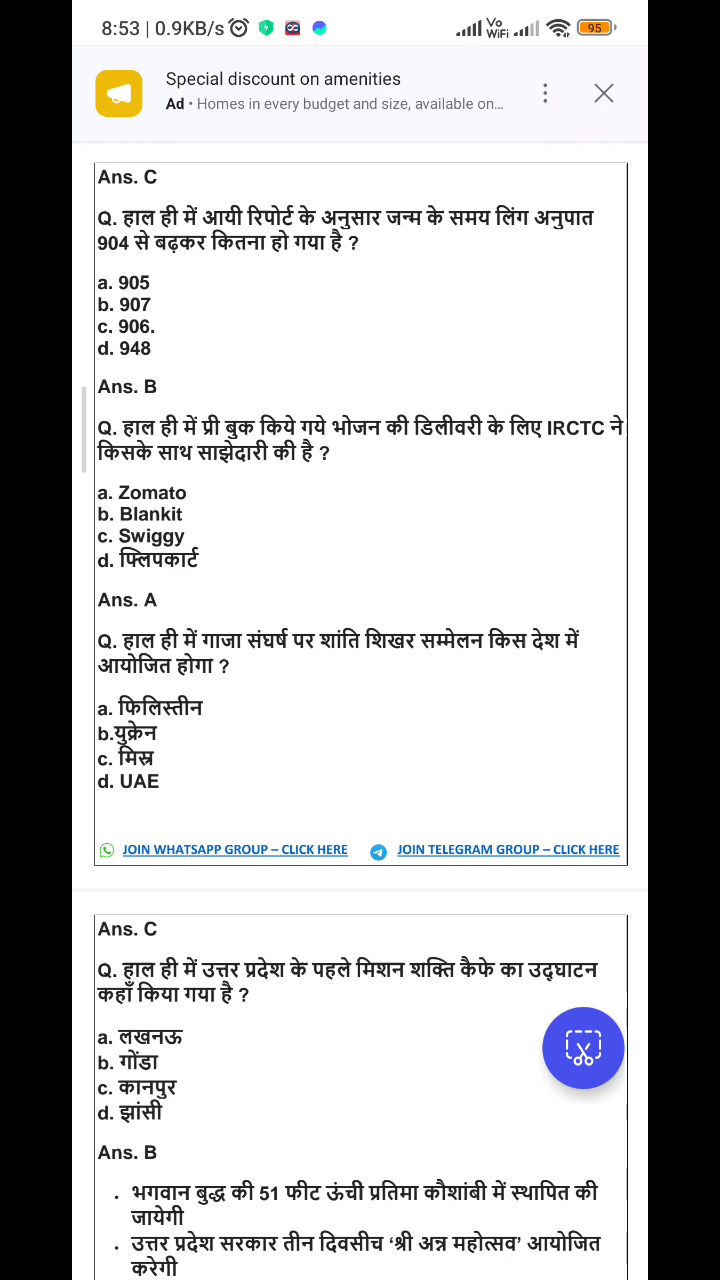 8:53 | 0.9KB/s
Vo
WiFi
95
Special discount on amenities
Ad • Homes in every budget and size, available on...
Ans. C
Q. हाल ही में आयी रिपोर्ट के अनुसार जन्म के समय लिंग अनुपात
904 से बढ़कर कितना हो गया है ?
a. 905
b. 907
c. 906.
d. 948
Ans. B
Q. हाल ही में प्री बुक किये गये भोजन की डिलीवरी के लिए IRCTC ने
किसके साथ साझेदारी की है ?
a. Zomato
b. Blankit
c. Swiggy
d. फ्लिपकार्ट
Ans. A
Q. हाल ही में गाजा संघर्ष पर शांति शिखर सम्मेलन किस देश में
आयोजित होगा ?
a. फिलिस्तीन
b.युक्रेन
c. मिस्र
d. UAE
JOIN WHATSAPP GROUP – CLICK HERE JOIN TELEGRAM GROUP – CLICK HERE
Ans. C
Q. हाल ही में उत्तर प्रदेश के पहले मिशन शक्ति कैफे का उद्घाटन
कहाँ किया गया है ?
a. लखनऊ
b. गोंडा
c. कानपुर
d. झांसी
Ans. B
• भगवान बुद्ध की 51 फीट ऊंची प्रतिमा कौशांबी में स्थापित की
जायेगी
• उत्तर प्रदेश सरकार तीन दिवसीच ‘श्री अन्न महोत्सव’ आयोजित
करेगी